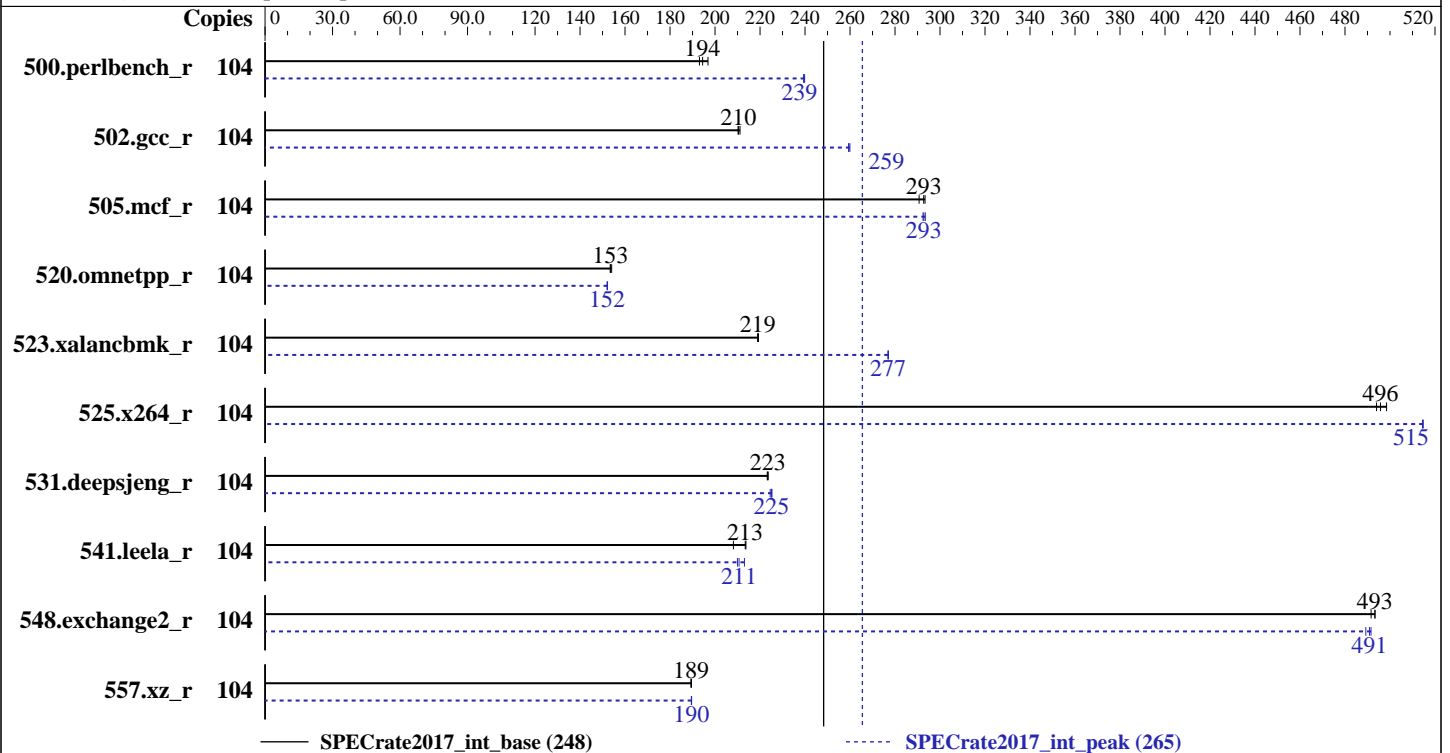 Copies 0 30.0 60.0 90.0 120 140 160 180 200 220 240 260 280 300 320 340 360 380 400 420 440 460 480 520
500.perlbench_r 104 194
239
502.gcc_r 104 210
259
505.mcf_r 104 293
293
520.omnetpp_r 104 153
152
523.xalancbmk_r 104 219
277
525.x264_r 104 496
515
531.deepsjeng_r 104 223
225
541.leela_r 104 213
211
548.exchange2_r 104 493
491
557.xz_r 104 189
190
SPECrate2017_int_base (248) SPECrate2017_int_peak (265)